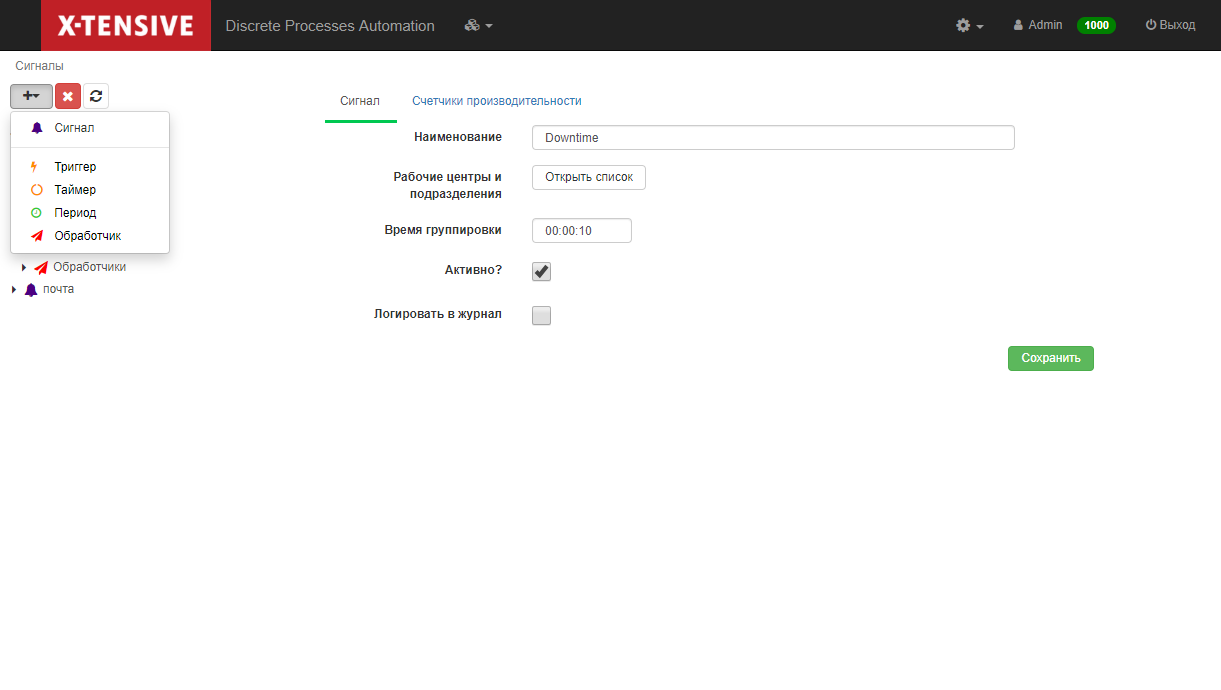 X-TENSIVE Discrete Processes Automation Admin 1000 Выход
Сигналы
Сигнал
Триггер
Таймер
Период
Обработчик
Обработчики
почта
Сигнал Счетчики производительности
Наименование Downtime
Рабочие центры и
подразделения
Открыть список
Время группировки 00:00:10
Активно?
Логировать в журнал
Сохранить